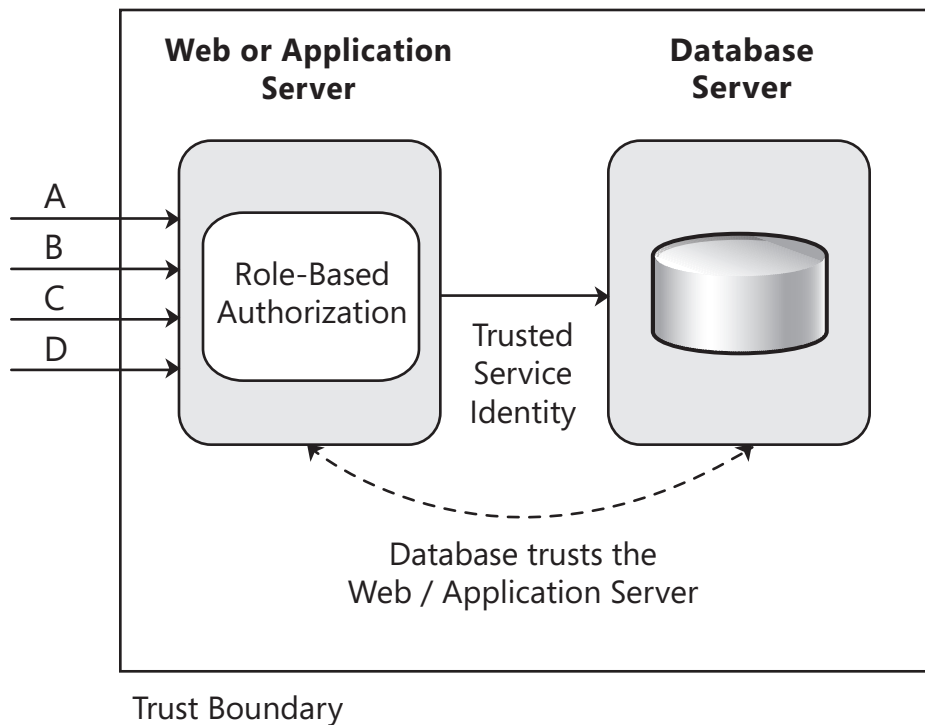 Web or Application
Server
Database
Server
A
B
C
D
Role-Based
Authorization
Trusted
Service
Identity
Database trusts the
Web / Application Server
Trust Boundary